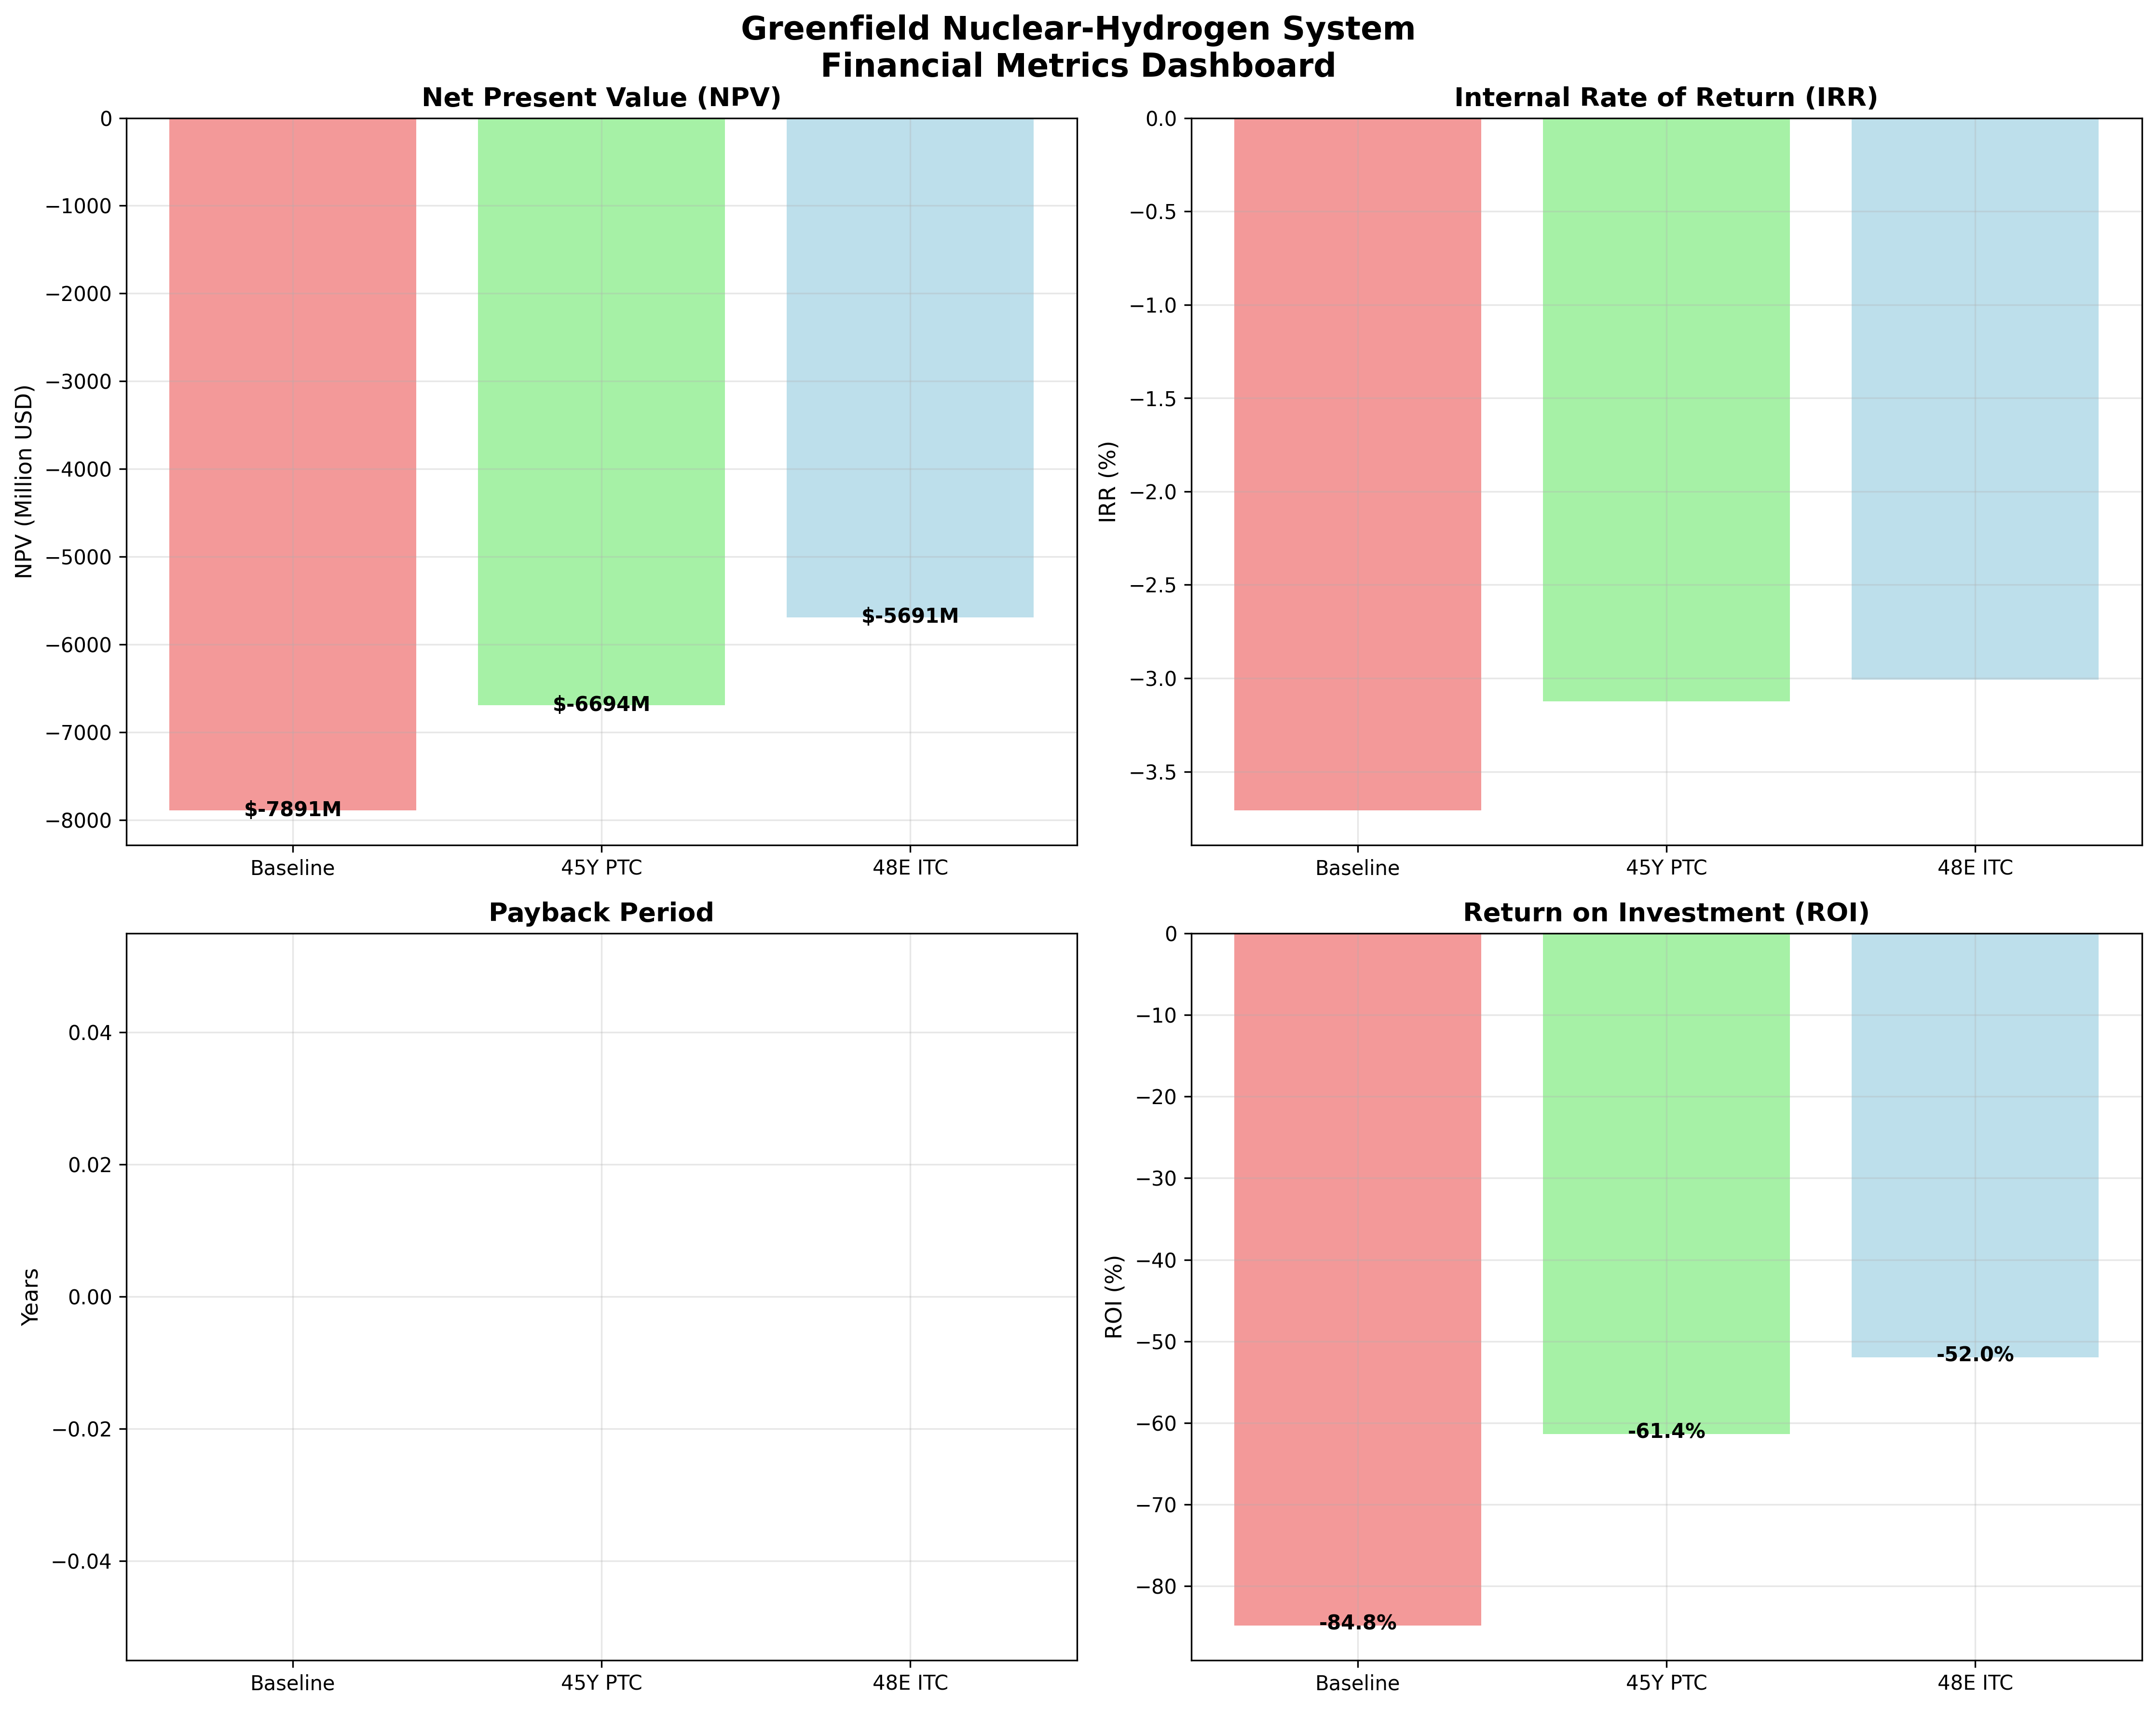 Greenfield Nuclear-Hydrogen System
Financial Metrics Dashboard
Net Present Value (NPV)
NPV (Million USD)
0
−1000
−2000
−3000
−4000
−5000
−6000
−7000
−8000
$-7891M
$-6694M
$-5691M
Baseline
45Y PTC
48E ITC
Internal Rate of Return (IRR)
IRR (%)
0.0
−0.5
−1.0
−1.5
−2.0
−2.5
−3.0
−3.5
Baseline
45Y PTC
48E ITC
Payback Period
Years
0.04
0.02
0.00
−0.02
−0.04
Baseline
45Y PTC
48E ITC
Return on Investment (ROI)
ROI (%)
0
−10
−20
−30
−40
−50
−60
−70
−80
-84.8%
-61.4%
-52.0%
Baseline
45Y PTC
48E ITC